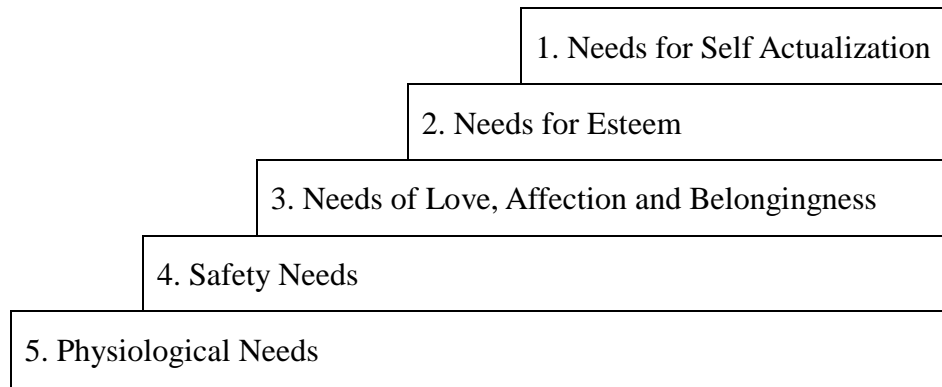 1. Needs for Self Actualization
2. Needs for Esteem
3. Needs of Love, Affection and Belongingness
4. Safety Needs
5. Physiological Needs